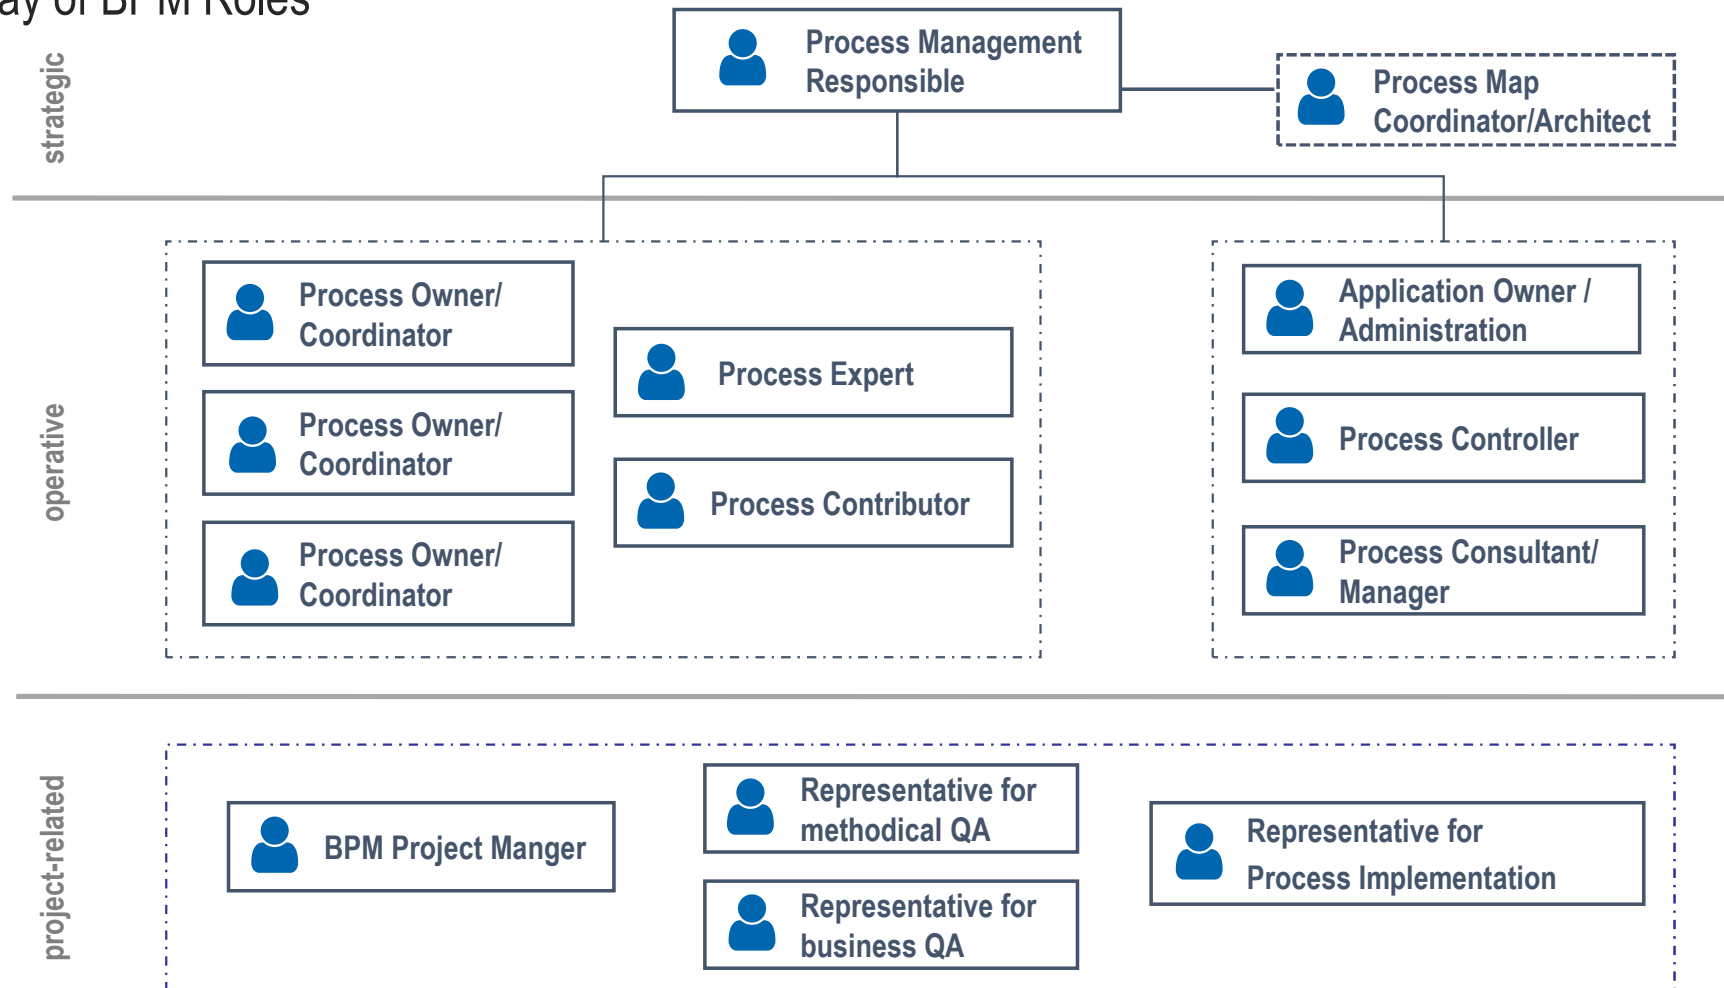 ay of BPM Roles
strategic
Process Management
Responsible
Process Map
Coordinator/Architect
operative
Process Owner/
Coordinator
Process Owner/
Coordinator
Process Owner/
Coordinator
Process Expert
Process Contributor
Application Owner /
Administration
Process Controller
Process Consultant/
Manager
project-related
BPM Project Manger
Representative for
methodical QA
Representative for
business QA
Representative for
Process Implementation